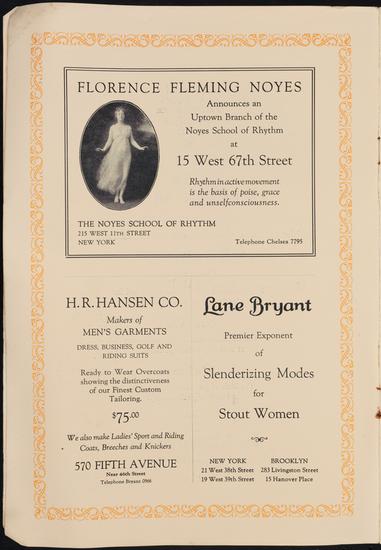 FLORENCE FLEMING NOYES
Announces an
Uptown Branch of the
Noyes School of Rhythm
at
15 West 67th Street
Rhythm in active movement
is the basis of poise, grace
and unselfconsciousness.
THE NOYES SCHOOL OF RHYTHM
215 WEST 11TH STREET
NEW YORK
Telephone Chelsea 7795
H. R. HANSEN CO.
Makers of
MEN'S GARMENTS
DRESS, BUSINESS, GOLF AND
RIDING SUITS
Ready to Wear Overcoats
showing the distinctiveness
of our Finest Custom
Tailoring.
$75.00
We also make Ladies' Sport and Riding
Coats, Breeches and Knickers
570 FIFTH AVENUE
Near 46th Street
Telephone Bryant 0966
Lane Bryant
Premier Exponent
of
Slenderizing Modes
for
Stout Women
NEW YORK
21 West 38th Street
19 West 39th Street
BROOKLYN
283 Livingston Street
15 Hanover Place